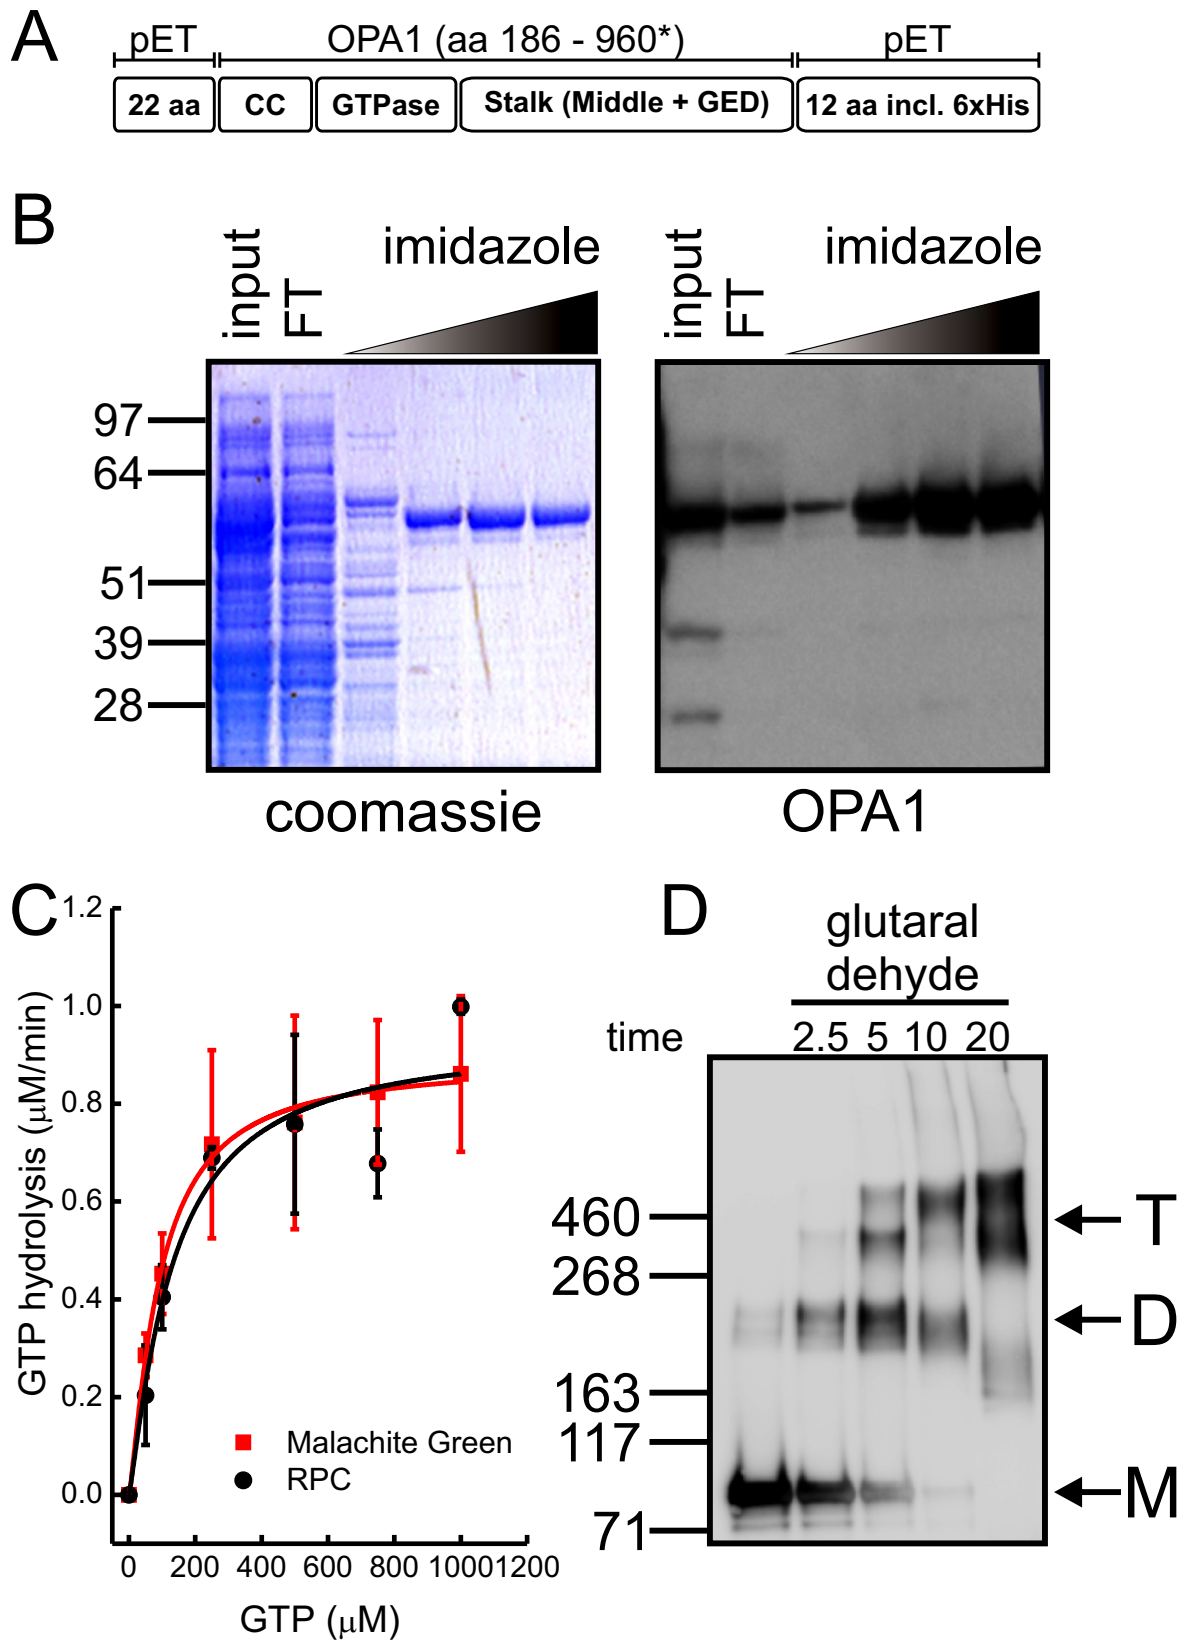 A
pET OPA1 (aa 186 - 960*) pET
22 aa CC GTPase Stalk (Middle + GED) 12 aa incl. 6xHis
B
input FT imidazole input FT imidazole
97
64
51
39
28
coomassie OPA1
C
1.2
1.0
0.8
0.6
0.4
0.2
0.0
GTP hydrolysis (µM/min)
Malachite Green
RPC
0 200 400 600 800 1000 1200
GTP (µM)
D
glutaral
dehyde
time 2.5 5 10 20
460
268
163
117
71
T
D
M